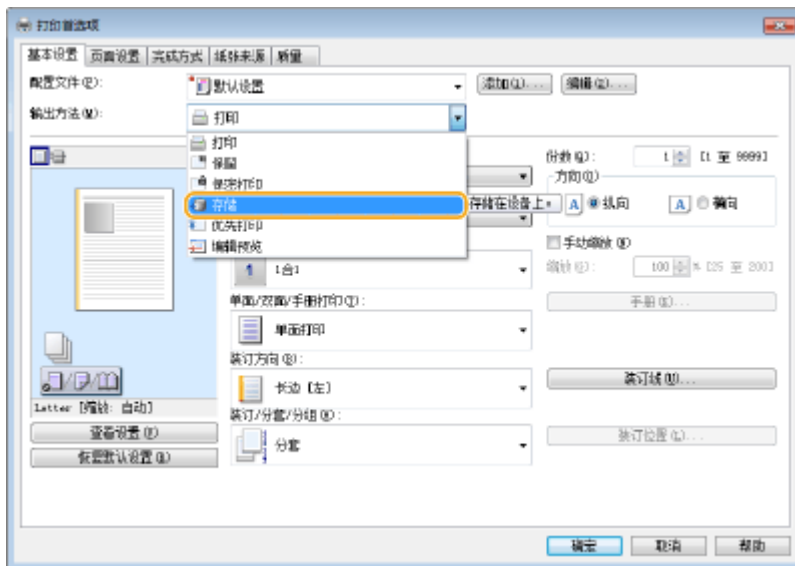 打印首选项
基本设置 页面设置 完成方式 纸张来源 质量
配置文件(F): 默认设置 添加(1)... 编辑(2)...
输出方法(M): 打印
打印
保留
保密打印
存储
优先打印
编辑预览
存储在设备上。
份数(Q): 1 [1 至 9999]
方向(O)
A 纵向 A 横向
手动缩放(N)
缩放(G): 100 % [25 至 200]
1 1合1
单面/双面/手册打印(I): 手册(K)...
单面打印
装订方向(B):
长边[左] 装订线(U)...
装订/分套/分组(X):
分套 装订位置(L)...
Letter [缩放: 自动]
查看设置(V)
恢复默认设置(R)
确定 取消 帮助